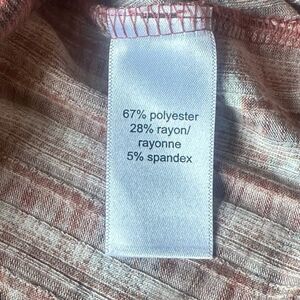 67% polyester
28% rayon/
rayonne
5% spandex